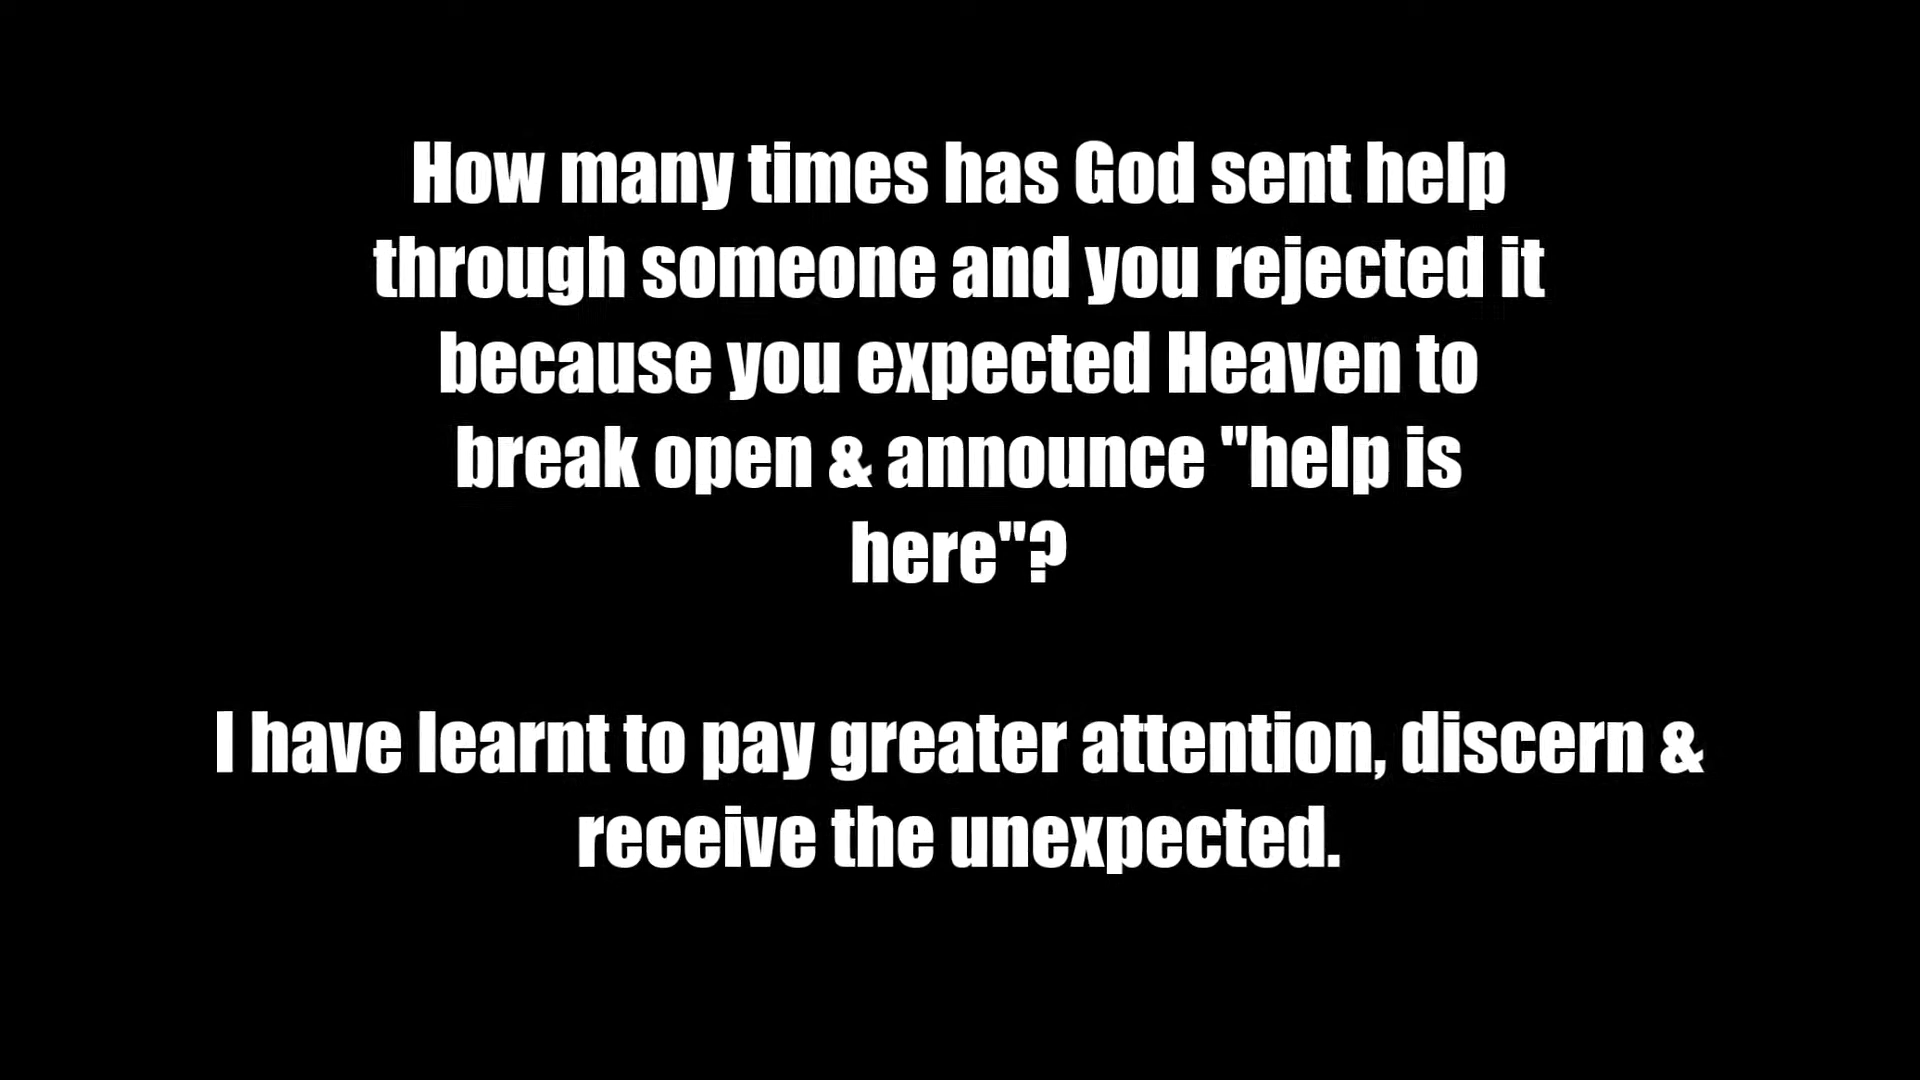 How many times has God sent help
through someone and you rejected it
because you expected Heaven to
break open & announce "help is
here"?
I have learnt to pay greater attention, discern &
receive the unexpected.